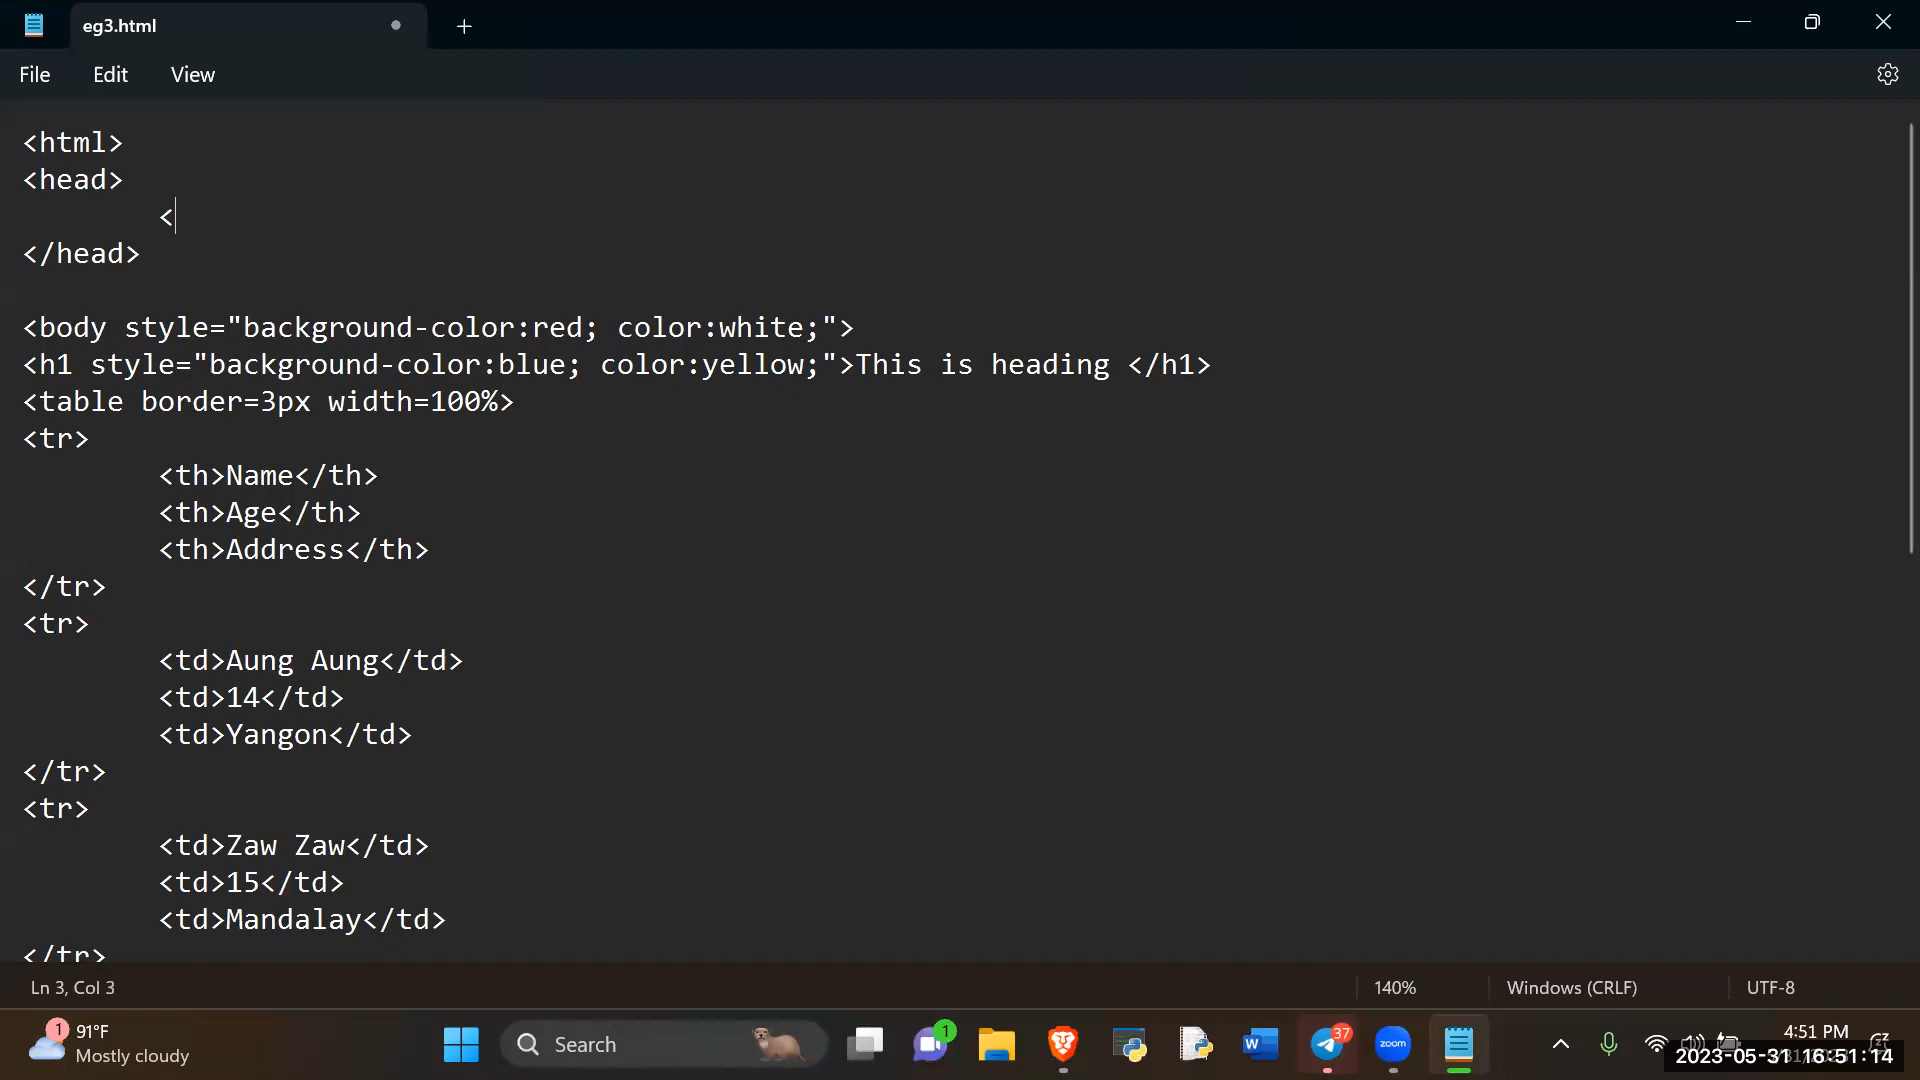 eg3.html
File Edit View
<html>
<head>
<
</head>
<body style="background-color:red; color:white;">
<h1 style="background-color:blue; color:yellow;">This is heading </h1>
<table border=3px width=100%>
<tr>
<th>Name</th>
<th>Age</th>
<th>Address</th>
</tr>
<tr>
<td>Aung Aung</td>
<td>14</td>
<td>Yangon</td>
</tr>
<tr>
<td>Zaw Zaw</td>
<td>15</td>
<td>Mandalay</td>
</tr>
Ln 3, Col 3 140% Windows (CRLF) UTF-8
1 91°F
Mostly cloudy
Search
1
W
37
zoom
4:51 PM
2023-05-31 16:51:14